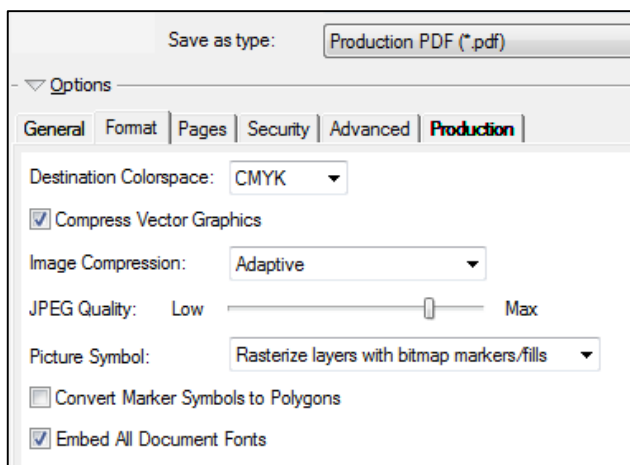 Save as type: Production PDF (*.pdf)
Options
General Format Pages Security Advanced Production
Destination Colorspace: CMYK
Compress Vector Graphics
Image Compression: Adaptive
JPEG Quality: Low Max
Picture Symbol: Rasterize layers with bitmap markers/fills
Convert Marker Symbols to Polygons
Embed All Document Fonts